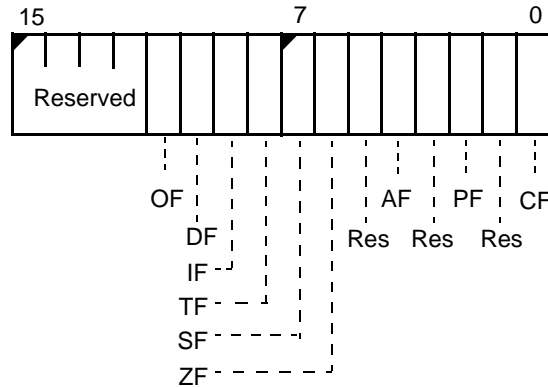 15 7 0
Reserved
OF AF PF CF
DF Res Res Res
IF
TF
SF
ZF